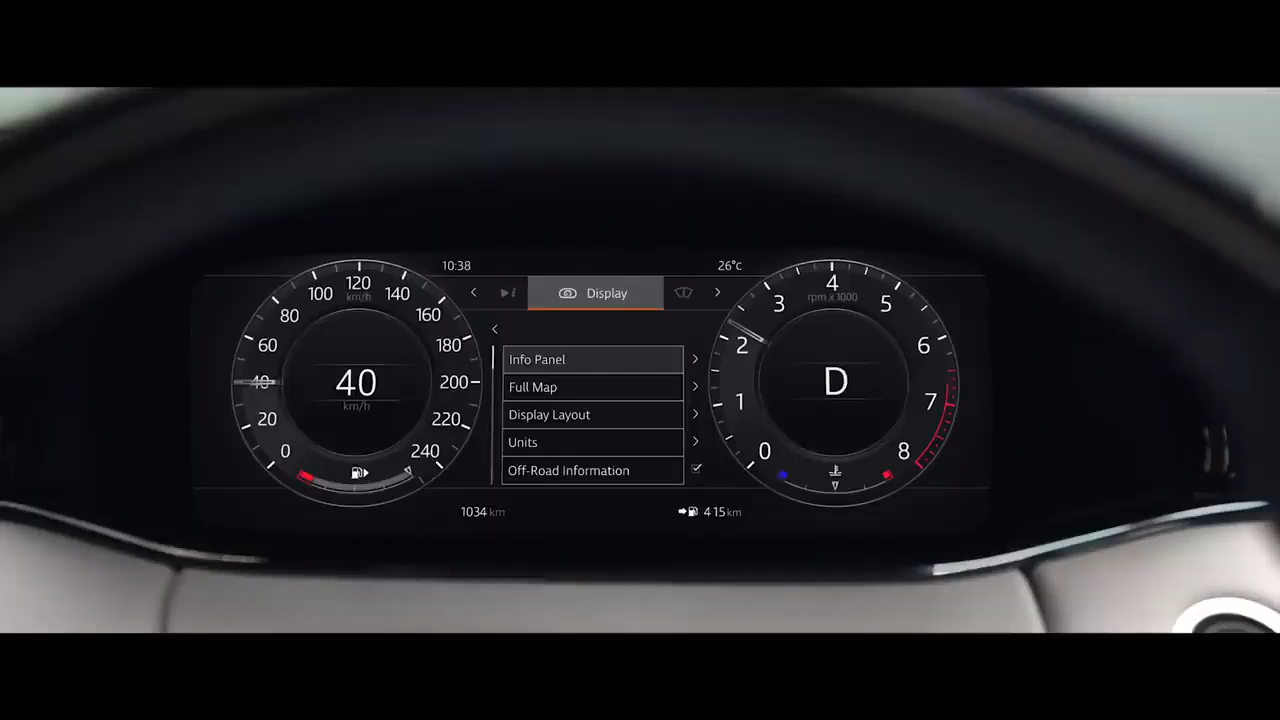 10:38
26°c
Display
100
120
140
km/h
80
160
60
180
40
200
20
220
0
240
40
km/h
Info Panel
Full Map
Display Layout
Units
Off-Road Information
4
rpm x 1000
3
5
2
6
1
7
0
8
D
1034 km
415 km